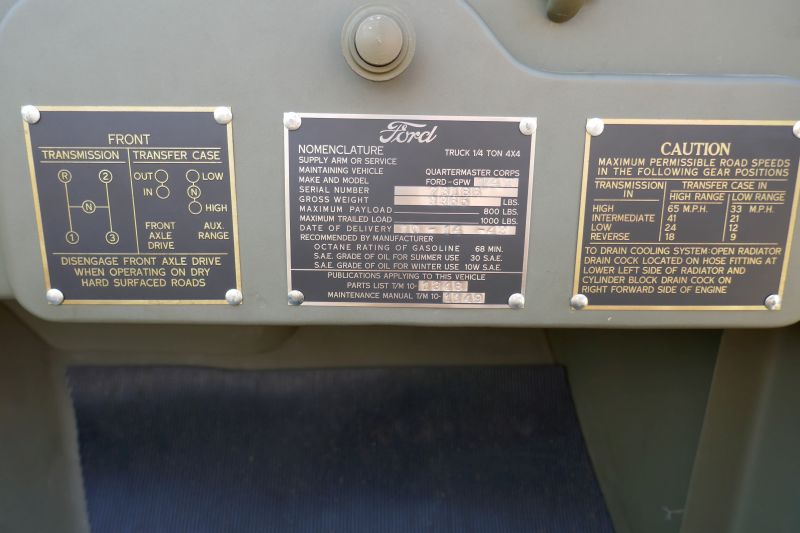 FRONT
TRANSMISSION TRANSFER CASE
R 2 OUT LOW
IN N
N HIGH
1 3 FRONT AXLE DRIVE AUX. RANGE
DISENGAGE FRONT AXLE DRIVE
WHEN OPERATING ON DRY
HARD SURFACED ROADS
Ford
NOMENCLATURE TRUCK 1/4 TON 4X4
SUPPLY ARM OR SERVICE
MAINTAINING VEHICLE QUARTERMASTER CORPS
MAKE AND MODEL FORD-GPW
SERIAL NUMBER
GROSS WEIGHT LBS.
MAXIMUM PAYLOAD 800 LBS.
MAXIMUM TRAILED LOAD 1000 LBS.
DATE OF DELIVERY 10-14-42
RECOMMENDED BY MANUFACTURER
OCTANE RATING OF GASOLINE 68 MIN.
S.A.E. GRADE OF OIL FOR SUMMER USE 30 S.A.E.
S.A.E. GRADE OF OIL FOR WINTER USE 10W S.A.E.
PUBLICATIONS APPLYING TO THIS VEHICLE
PARTS LIST T/M 10-1348
MAINTENANCE MANUAL T/M 10-1349
CAUTION
MAXIMUM PERMISSIBLE ROAD SPEEDS
IN THE FOLLOWING GEAR POSITIONS
TRANSMISSION IN TRANSFER CASE IN
HIGH RANGE LOW RANGE
HIGH 65 M.P.H. 33 M.P.H.
INTERMEDIATE 41 21
LOW 24 12
REVERSE 18 9
TO DRAIN COOLING SYSTEM: OPEN RADIATOR
DRAIN COCK LOCATED ON HOSE FITTING AT
LOWER LEFT SIDE OF RADIATOR AND
CYLINDER BLOCK DRAIN COCK ON
RIGHT FORWARD SIDE OF ENGINE